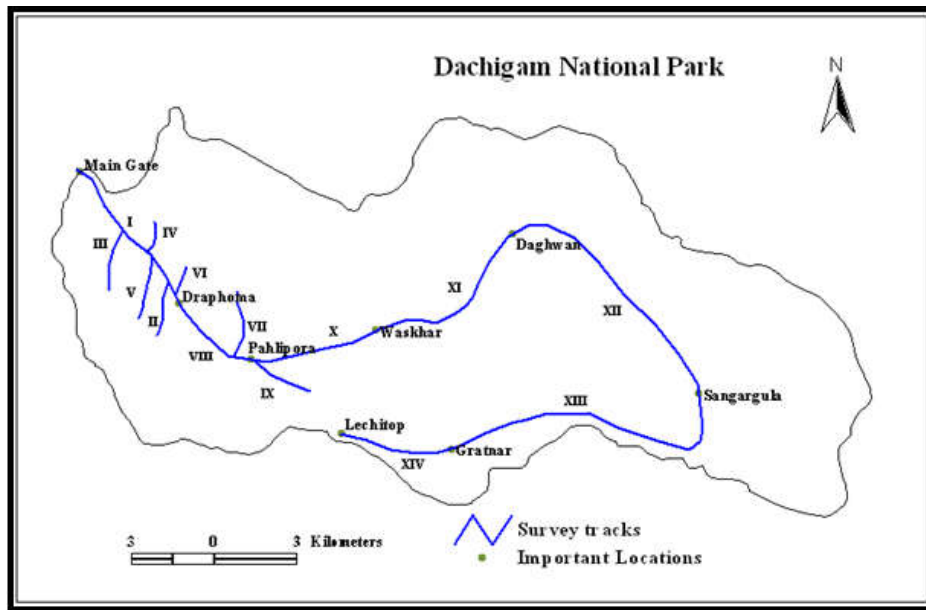 Dachigam National Park
N
Main Gate
I
III
IV
Daghwan
VI
V
XI
Draphoma
XII
II
VII
X
Waskhar
VIII
Pahlipora
IX
Sangargula
XIII
Lechitop
Gratnar
XIV
Survey tracks
3 0 3 Kilometers
Important Locations